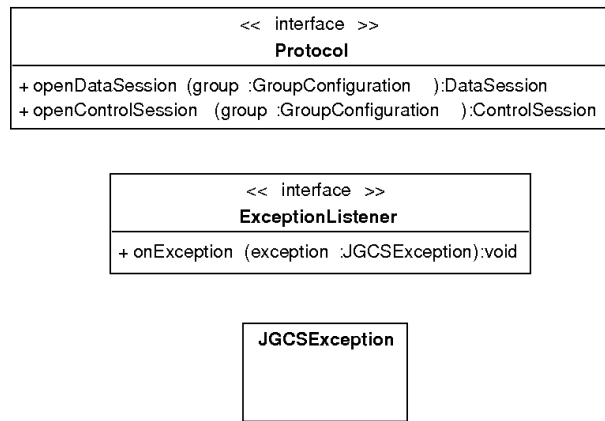 << interface >>
Protocol
+ openDataSession (group :GroupConfiguration ):DataSession
+ openControlSession (group :GroupConfiguration ):ControlSession
<< interface >>
ExceptionListener
+ onException (exception :JGCSException):void
JGCSException